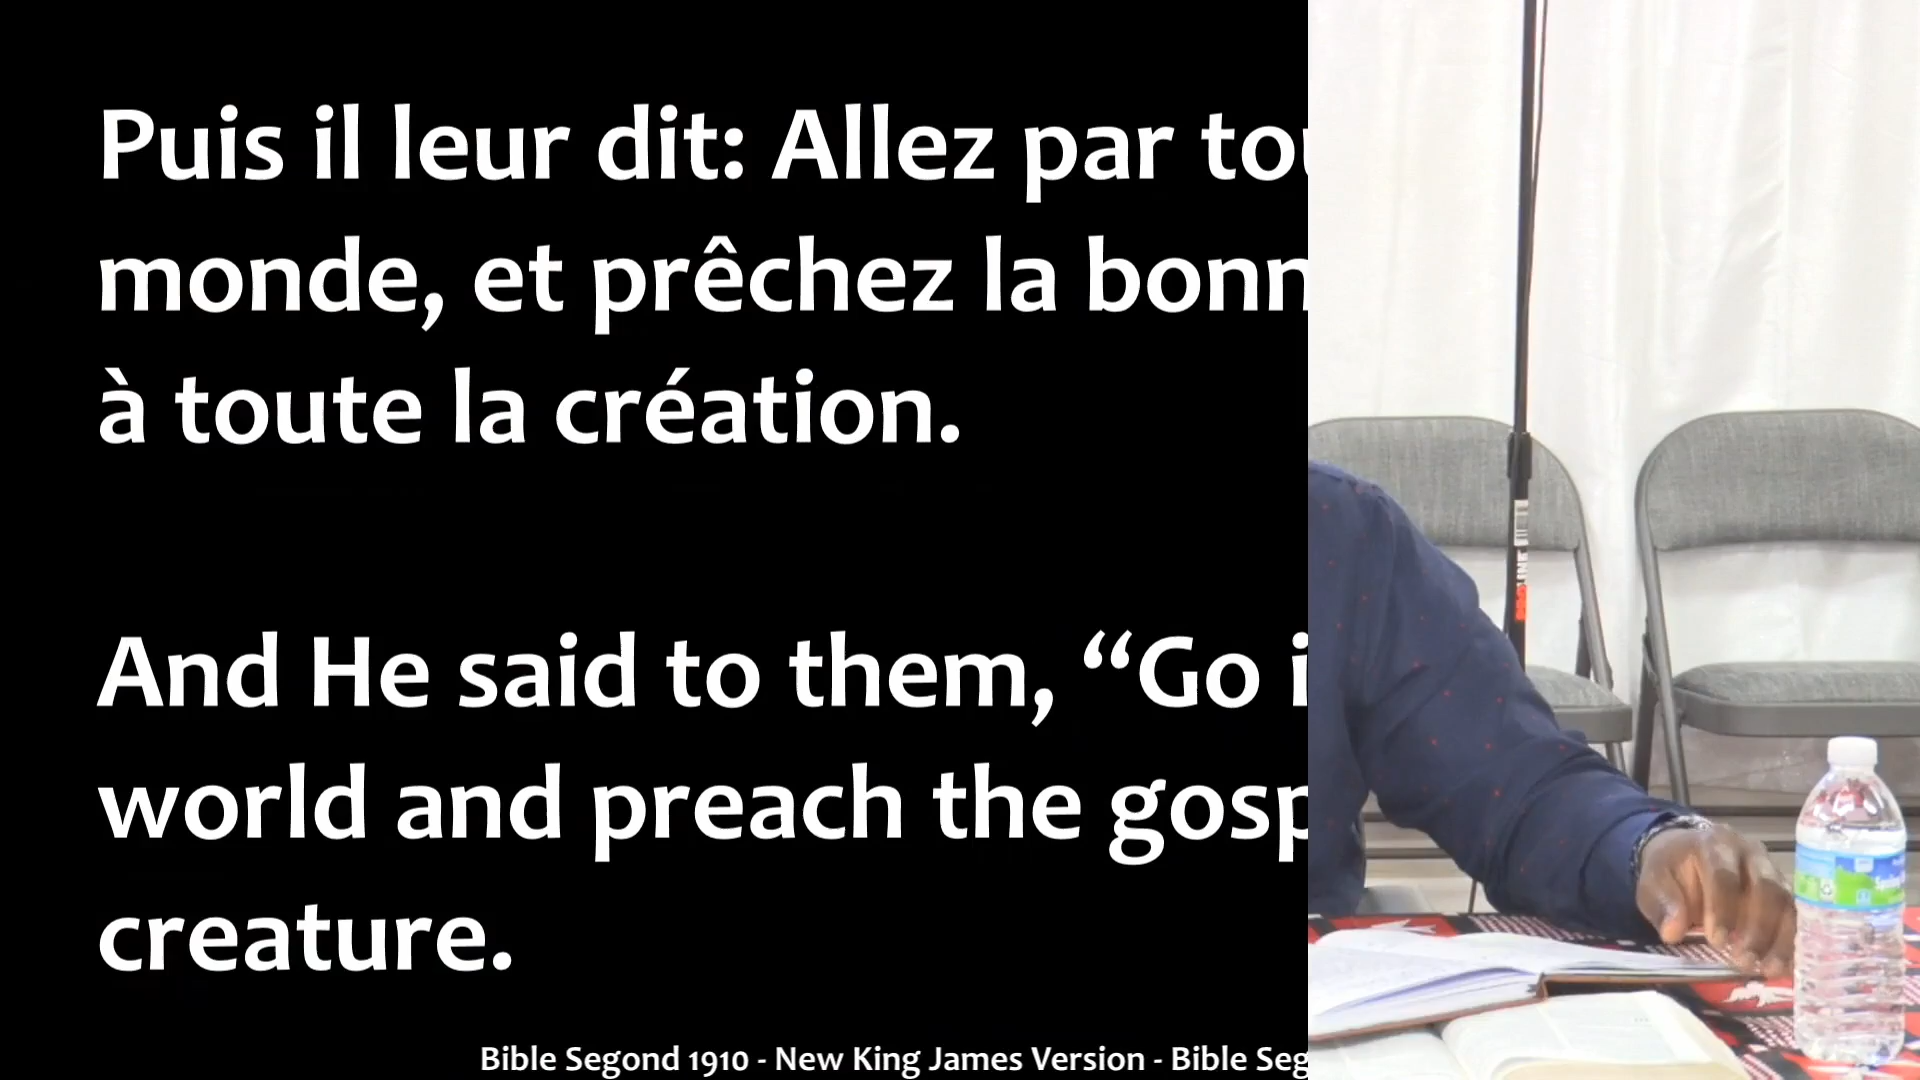 Puis il leur dit: Allez par tou
monde, et prêchez la bonn
à toute la création.
And He said to them, “Go i
world and preach the gosp
creature.
Bible Segond 1910 - New King James Version - Bible Seg